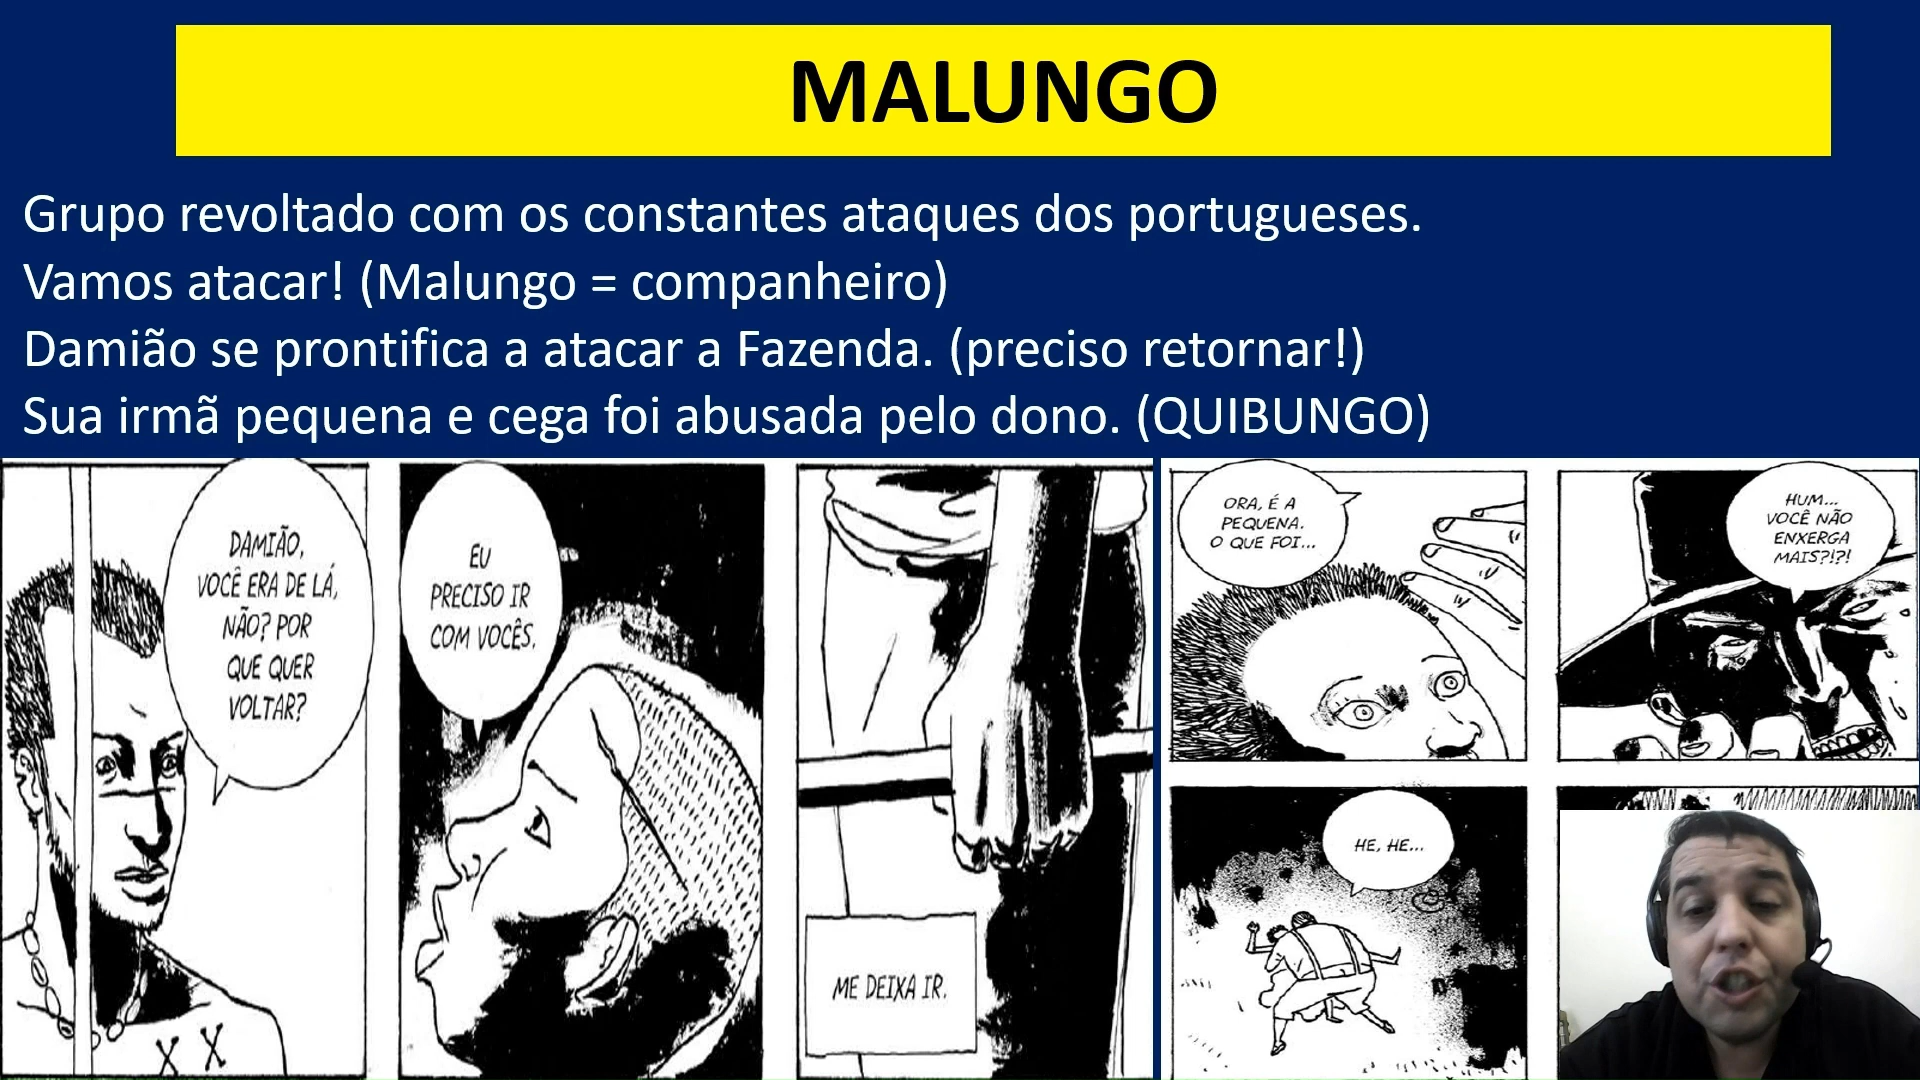 MALUNGO
Grupo revoltado com os constantes ataques dos portugueses.
Vamos atacar! (Malungo = companheiro)
Damião se prontifica a atacar a Fazenda. (preciso retornar!)
Sua irmã pequena e cega foi abusada pelo dono. (QUIBUNGO)
DAMIÃO,
VOCÊ ERA DE LÁ,
NÃO? POR
QUE QUER
VOLTAR?
EU
PRECISO IR
COM VOCÊS.
ME DEIXA IR.
ORA, É A
PEQUENA.
O QUE FOI...
HUM...
VOCÊ NÃO
ENXERGA
MAIS?!?!
HE, HE...